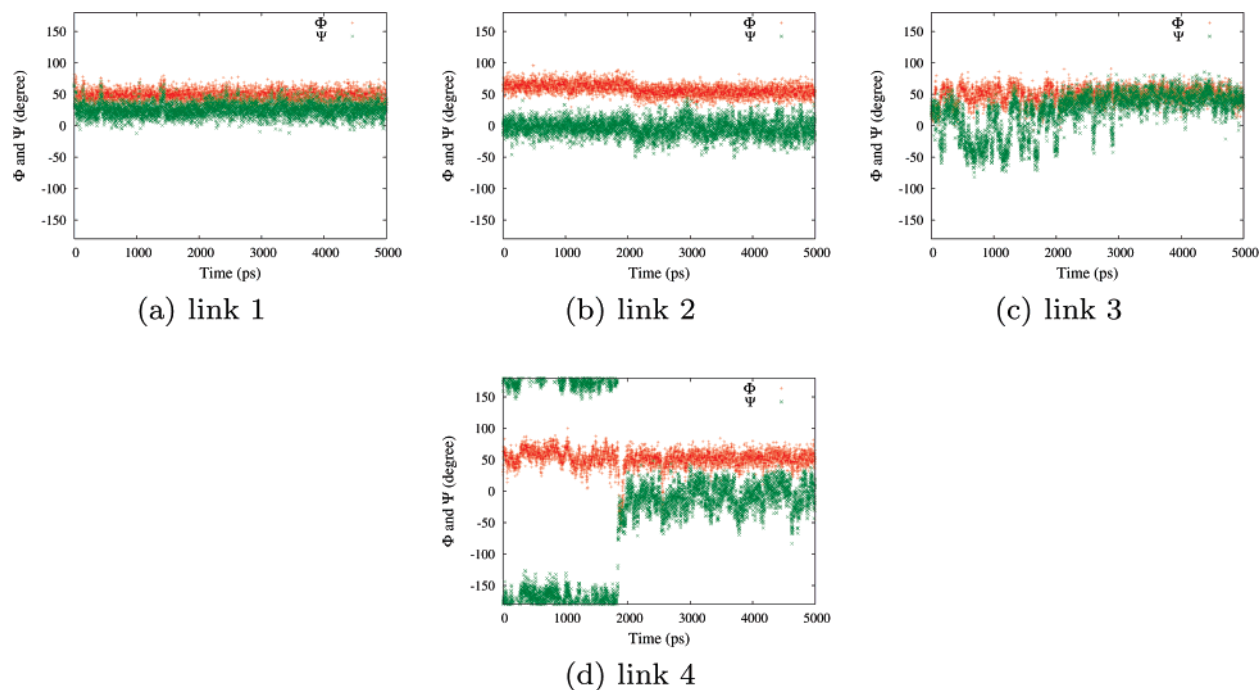 Φ
Ψ
150
100
50
0
-50
-100
-150
Φ and Ψ (degree)
0 1000 2000 3000 4000 5000
Time (ps)
(a) link 1
Φ
Ψ
150
100
50
0
-50
-100
-150
Φ and Ψ (degree)
0 1000 2000 3000 4000 5000
Time (ps)
(b) link 2
Φ
Ψ
150
100
50
0
-50
-100
-150
Φ and Ψ (degree)
0 1000 2000 3000 4000 5000
Time (ps)
(c) link 3
Φ
Ψ
150
100
50
0
-50
-100
-150
Φ and Ψ (degree)
0 1000 2000 3000 4000 5000
Time (ps)
(d) link 4